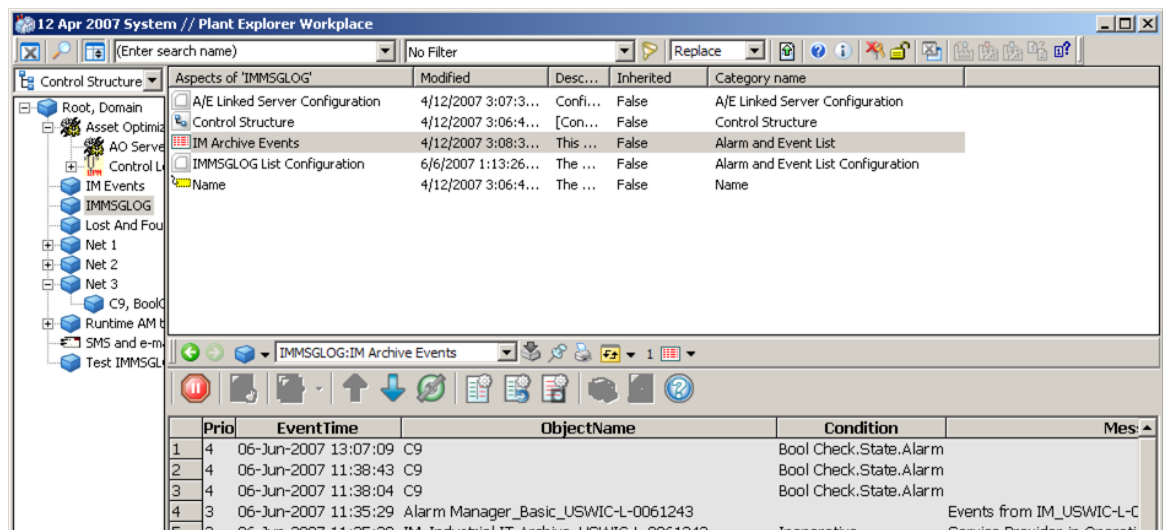 12 Apr 2007 System // Plant Explorer Workplace
(Enter search name) No Filter Replace
Control Structure
Aspects of 'IMMSGLOG' Modified Desc... Inherited Category name
A/E Linked Server Configuration 4/12/2007 3:07:3... Confi... False A/E Linked Server Configuration
Control Structure 4/12/2007 3:06:4... [Con... False Control Structure
IM Archive Events 4/12/2007 3:08:3... This ... False Alarm and Event List
IMMSGLOG List Configuration 6/6/2007 1:13:26... The ... False Alarm and Event List Configuration
Name 4/12/2007 3:06:4... The ... False Name
Root, Domain
Asset Optimiz
AO Serve
Control L
IM Events
IMMSGLOG
Lost And Fou
Net 1
Net 2
Net 3
C9, Bool
Runtime AM t
SMS and e-m
Test IMMSGL
IMMSGLOG:IM Archive Events 1
Prio EventTime ObjectName Condition Mes
1 4 06-Jun-2007 13:07:09 C9 Bool Check.State.Alarm
2 4 06-Jun-2007 11:38:43 C9 Bool Check.State.Alarm
3 4 06-Jun-2007 11:38:04 C9 Bool Check.State.Alarm
4 3 06-Jun-2007 11:35:29 Alarm Manager_Basic_USWIC-L-0061243 Events from IM_USWIC-L-